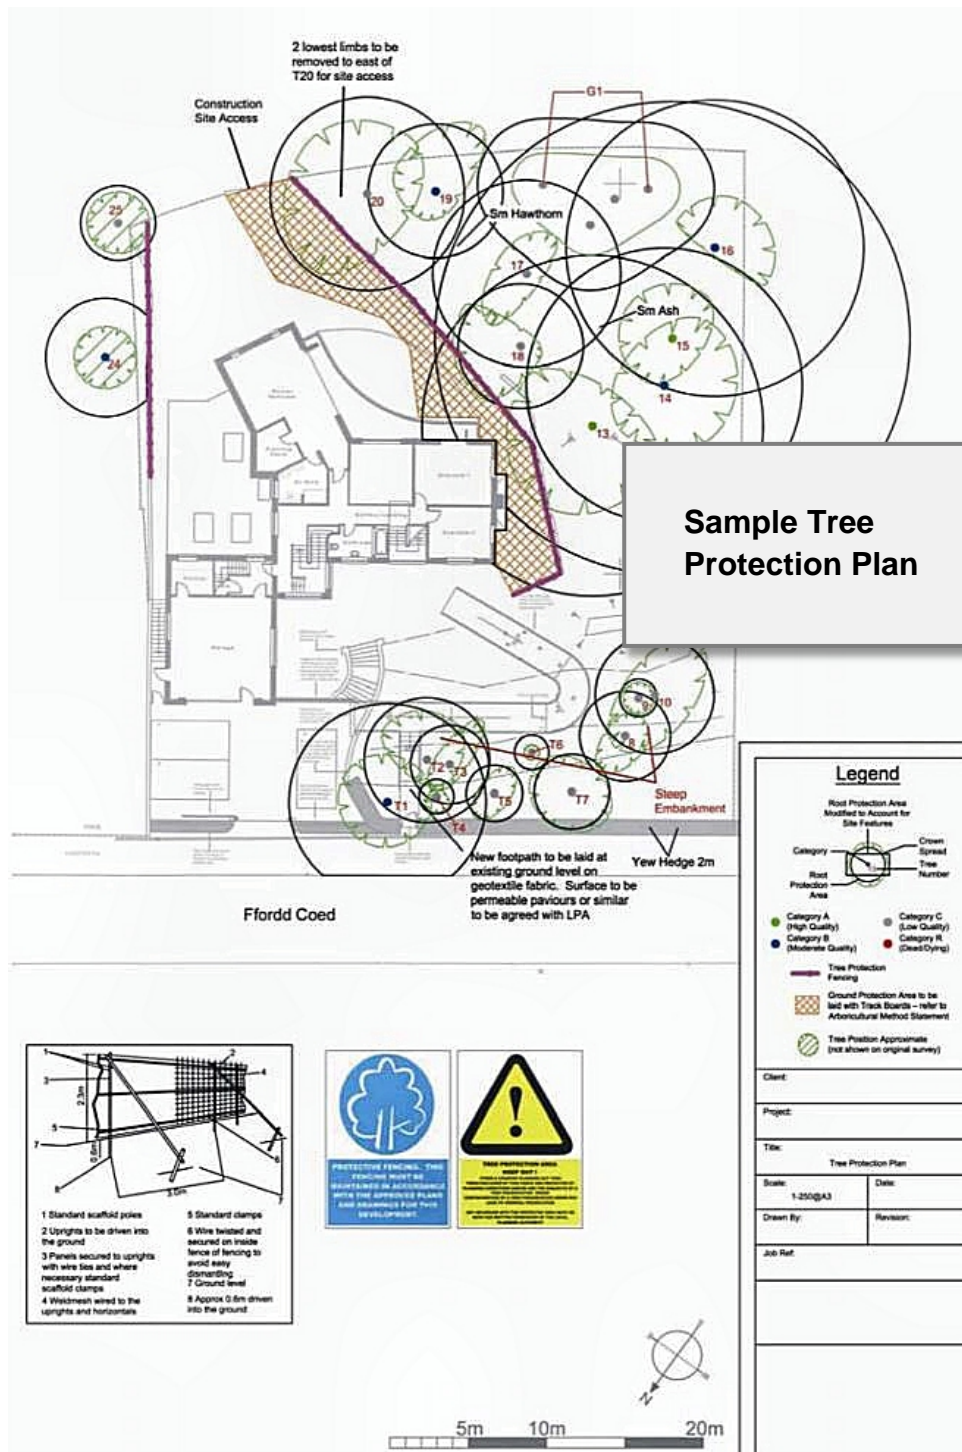 2 lowest limbs to be
removed to east of
T20 for site access
Construction
Site Access
G1
25
20
19
Sm Hawthorn
16
17
Sm Ash
24
18
15
14
13
Sample Tree
Protection Plan
9
10
8
T6
T2
T3
T1
T5
T7
T4
Steep
Embankment
New footpath to be laid at
existing ground level on
geotextile fabric. Surface to be
permeable paviours or similar
to be agreed with LPA
Yew Hedge 2m
Ffordd Coed
Legend
Root Protection Area
Modified to Account for
Site Features
Category
Crown
Spread
Tree
Number
Root
Protection
Area
Category A
(High Quality)
Category C
(Low Quality)
Category B
(Moderate Quality)
Category R
(Dead/Dying)
Tree Protection
Fencing
Ground Protection Area to be
laid with Track Boards – refer to
Arboricultural Method Statement
Tree Position Approximate
(not shown on original survey)
Client:
Project:
Title:
Tree Protection Plan
Scale:
1-250@A3
Date:
Drawn By:
Revision:
Job Ref:
1
2
3
4
2.3m
5
7
0.6m
6
8
3.0m
7
1 Standard scaffold poles
2 Uprights to be driven into
the ground
3 Panels secured to uprights
with wire ties and where
necessary standard
scaffold clamps
4 Weldmesh wired to the
uprights and horizontals
5 Standard clamps
6 Wire twisted and
secured on inside
fence of fencing to
avoid easy
dismantling
7 Ground level
8 Approx 0.6m driven
into the ground
PROTECTIVE FENCING. THIS
FENCING MUST BE
MAINTAINED IN ACCORDANCE
WITH THE APPROVED PLANS
AND DRAWINGS FOR THIS
DEVELOPMENT.
TREE PROTECTION AREA
KEEP OUT !
N
5m
10m
20m